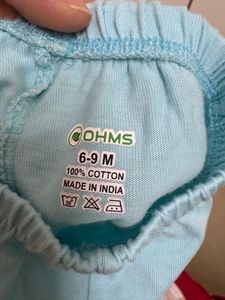 OHMS
6-9 M
100% COTTON
MADE IN INDIA